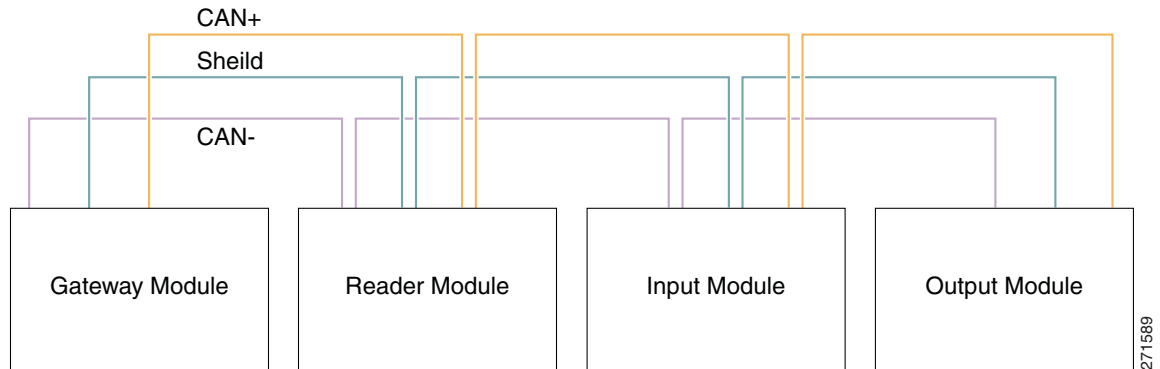 CAN+
Sheild
CAN-
Gateway Module
Reader Module
Input Module
Output Module
271589